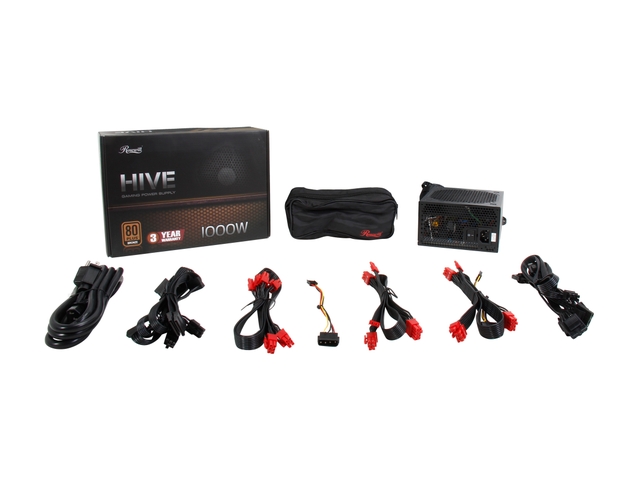 Rosewill
HIVE
GAMING POWER SUPPLY
80
PLUS
BRONZE
3 YEAR
WARRANTY
1000W
Rosewill